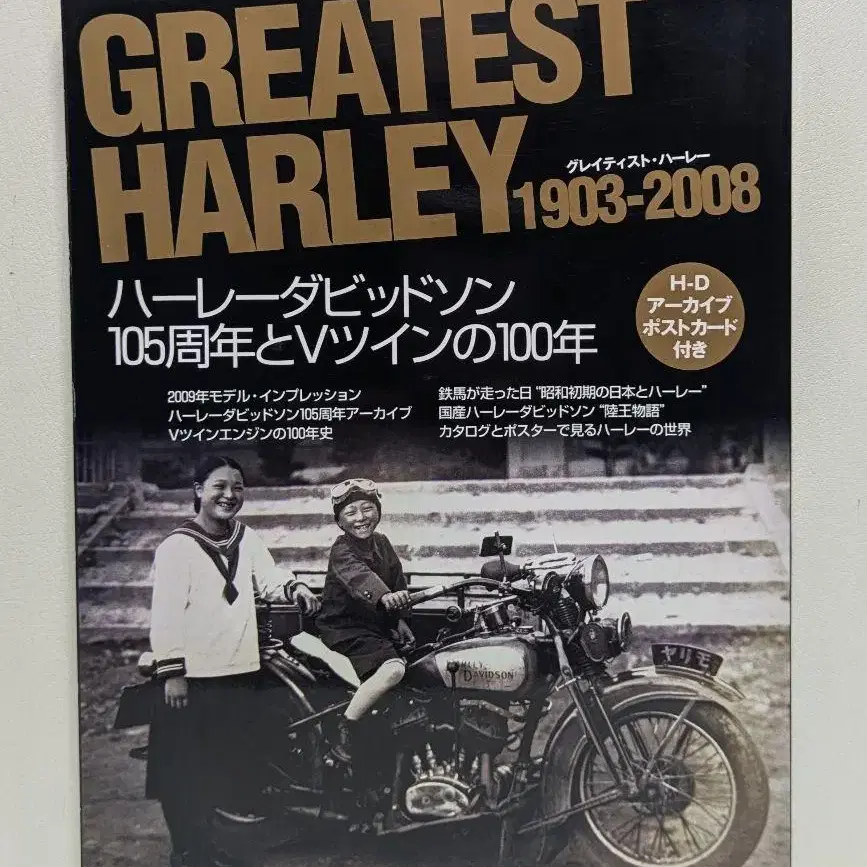 GREATEST
HARLEY
グレイティスト・ハーレー
1903-2008
ハーレーダビッドソン
105周年とVツインの100年
H-D
アーカイブ
ポストカード
付き
2009年モデル・インプレッション
ハーレーダビッドソン105周年アーカイブ
Vツインエンジンの100年史
鉄馬が走った日 “昭和初期の日本とハーレー”
国産ハーレーダビッドソン “陸王物語”
カタログとポスターで見るハーレーの世界
HARLEY-DAVIDSON
ヤリモ